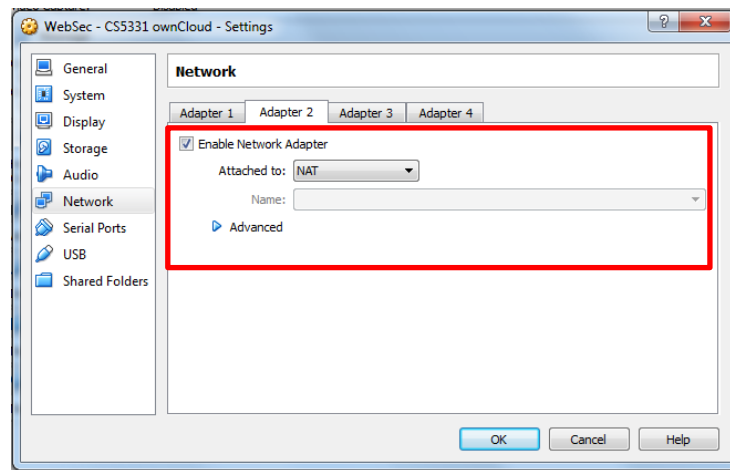 WebSec - CS5331 ownCloud - Settings
General
System
Display
Storage
Audio
Network
Serial Ports
USB
Shared Folders
Network
Adapter 1 Adapter 2 Adapter 3 Adapter 4
Enable Network Adapter
Attached to: NAT
Name:
Advanced
OK Cancel Help